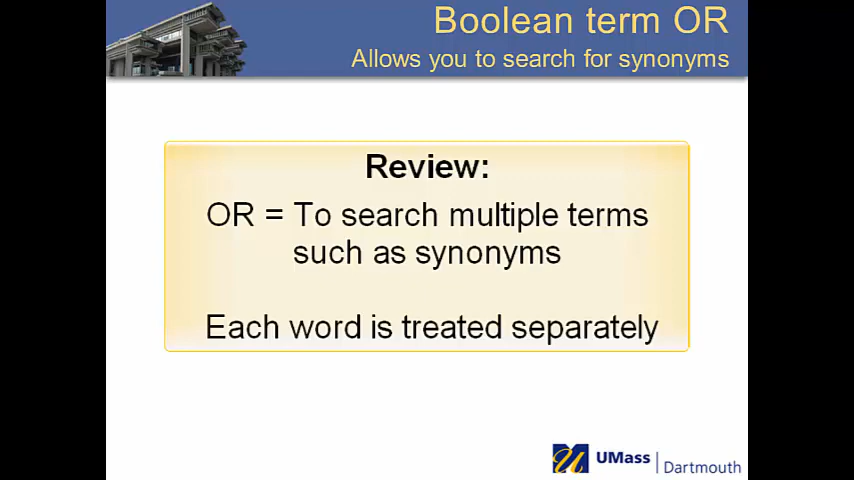 Boolean term OR
Allows you to search for synonyms
Review:
OR = To search multiple terms
such as synonyms
Each word is treated separately
UMass | Dartmouth